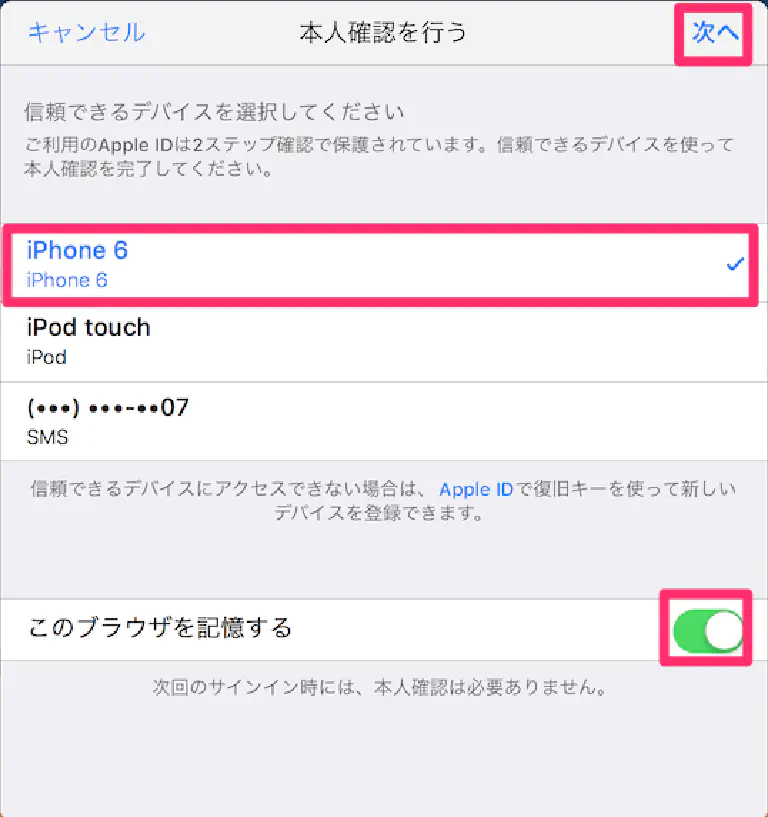 キャンセル 本人確認を行う 次へ
信頼できるデバイスを選択してください
ご利用のApple IDは2ステップ確認で保護されています。信頼できるデバイスを使って
本人確認を完了してください。
iPhone 6
iPhone 6
iPod touch
iPod
(•••) •••-••07
SMS
信頼できるデバイスにアクセスできない場合は、Apple IDで復旧キーを使って新しい
デバイスを登録できます。
このブラウザを記憶する
次回のサインイン時には、本人確認は必要ありません。